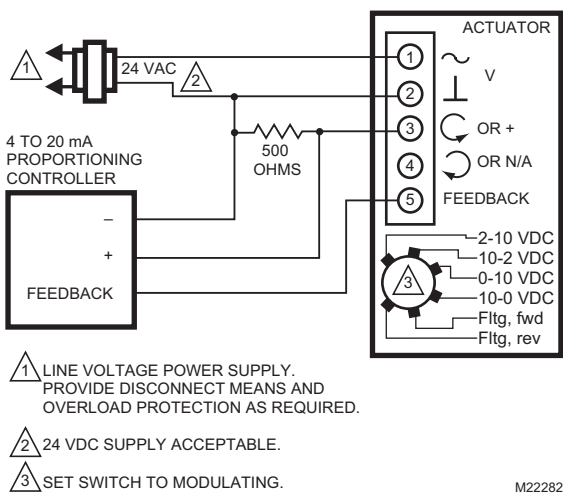 ACTUATOR
1
24 VAC
2
1
V
2
3
OR +
500
OHMS
4
OR N/A
5
FEEDBACK
4 TO 20 mA
PROPORTIONING
CONTROLLER
–
+
FEEDBACK
3
2-10 VDC
10-2 VDC
0-10 VDC
10-0 VDC
Fltg, fwd
Fltg, rev
1 LINE VOLTAGE POWER SUPPLY.
PROVIDE DISCONNECT MEANS AND
OVERLOAD PROTECTION AS REQUIRED.
2 24 VDC SUPPLY ACCEPTABLE.
3 SET SWITCH TO MODULATING.
M22282